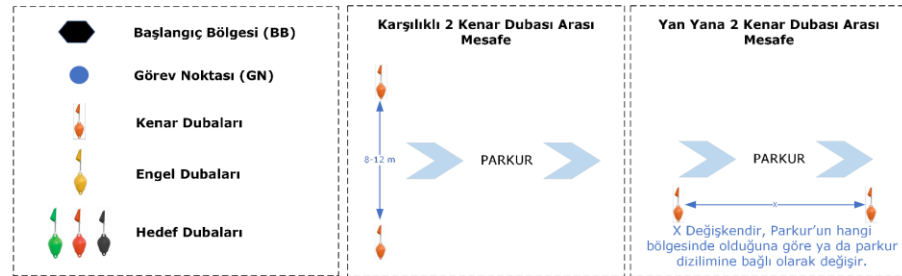 Başlangıç Bölgesi (BB)
Görev Noktası (GN)
Kenar Dubaları
Engel Dubaları
Hedef Dubaları
Karşılıklı 2 Kenar Dubası Arası
Mesafe
8-12 m
PARKUR
Yan Yana 2 Kenar Dubası Arası
Mesafe
PARKUR
x
X Değişkendir, Parkur’un hangi
bölgesinde olduğuna göre ya da parkur
dizilimine bağlı olarak değişir.